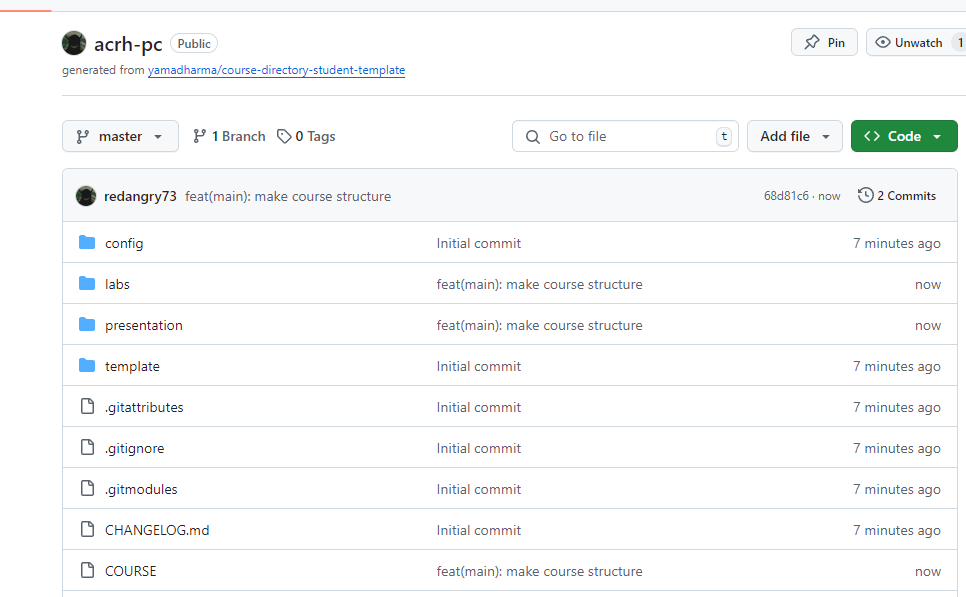 acrh-pc Public Pin Unwatch 1
generated from yamadharma/course-directory-student-template
master 1 Branch 0 Tags Go to file t Add file Code
redangry73 feat(main): make course structure 68d81c6 · now 2 Commits
config Initial commit 7 minutes ago
labs feat(main): make course structure now
presentation feat(main): make course structure now
template Initial commit 7 minutes ago
.gitattributes Initial commit 7 minutes ago
.gitignore Initial commit 7 minutes ago
.gitmodules Initial commit 7 minutes ago
CHANGELOG.md Initial commit 7 minutes ago
COURSE feat(main): make course structure now